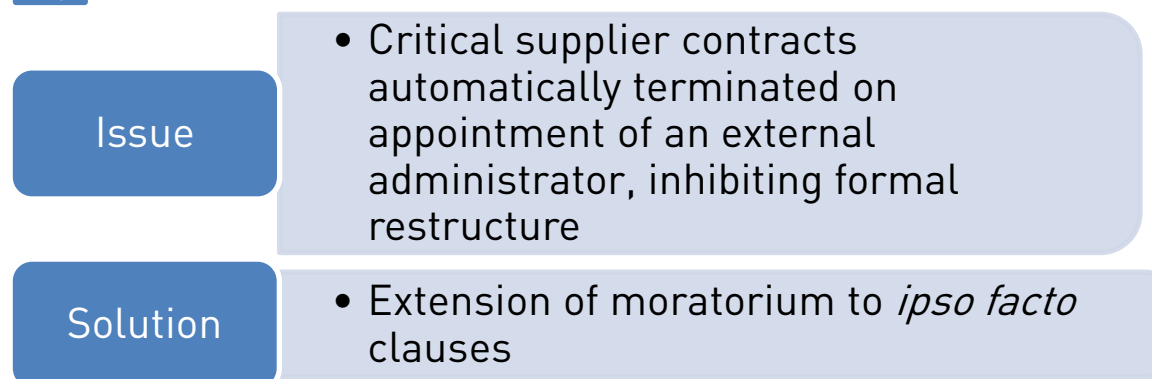 Issue
• Critical supplier contracts
automatically terminated on
appointment of an external
administrator, inhibiting formal
restructure
Solution
• Extension of moratorium to ipso facto
clauses